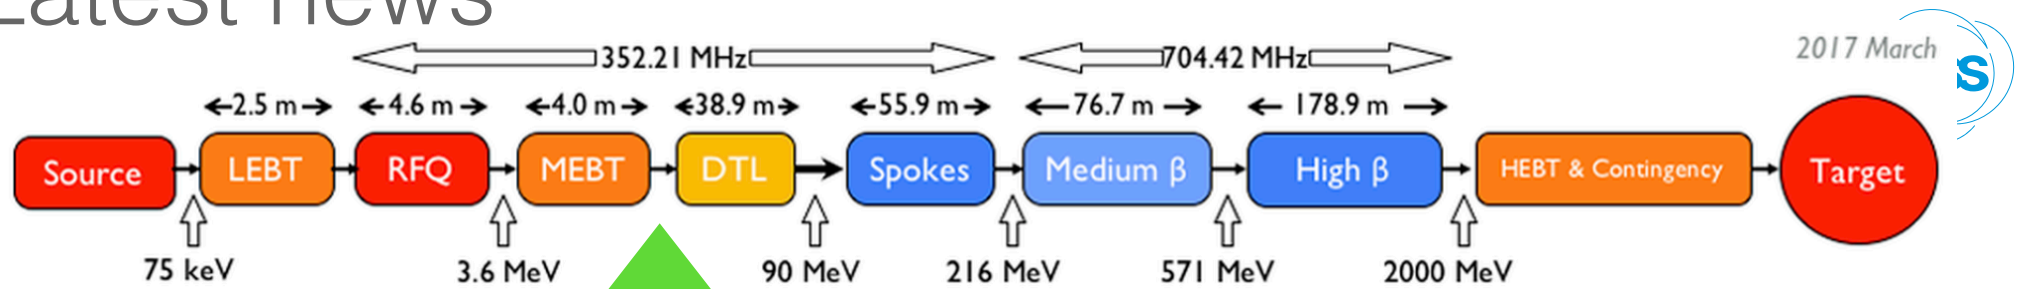 Latest news
352.21 MHz 704.42 MHz 2017 March
2.5 m 4.6 m 4.0 m 38.9 m 55.9 m 76.7 m 178.9 m
Source LEBT RFQ MEBT DTL Spokes Medium β High β HEBT & Contingency Target
75 keV 3.6 MeV 90 MeV 216 MeV 571 MeV 2000 MeV